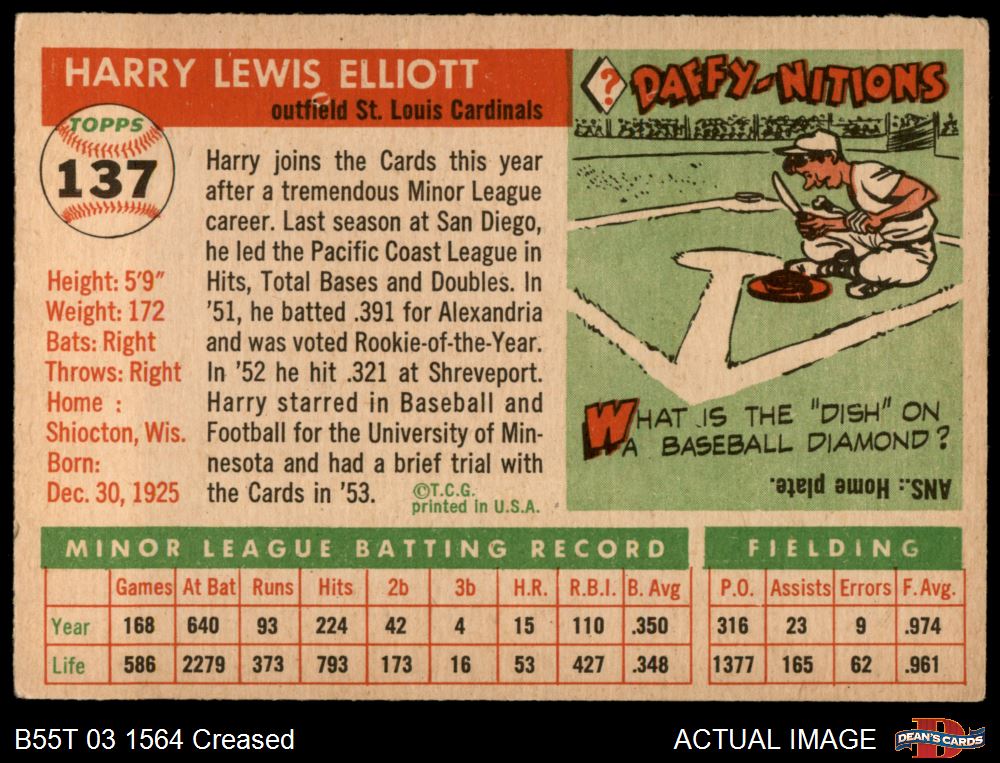 HARRY LEWIS ELLIOTT
outfield St. Louis Cardinals
TOPPS
137
Height: 5'9"
Weight: 172
Bats: Right
Throws: Right
Home :
Shiocton, Wis.
Born:
Dec. 30, 1925
Harry joins the Cards this year
after a tremendous Minor League
career. Last season at San Diego,
he led the Pacific Coast League in
Hits, Total Bases and Doubles. In
'51, he batted .391 for Alexandria
and was voted Rookie-of-the-Year.
In '52 he hit .321 at Shreveport.
Harry starred in Baseball and
Football for the University of Min-
nesota and had a brief trial with
the Cards in '53.
©T.C.G.
printed in U.S.A.
?
DAFFY-NITIONS
WHAT IS THE "DISH" ON
A BASEBALL DIAMOND?
ANS.: Home plate.
MINOR LEAGUE BATTING RECORD
Games At Bat Runs Hits 2b 3b H.R. R.B.I. B. Avg
Year 168 640 93 224 42 4 15 110 .350
Life 586 2279 373 793 173 16 53 427 .348
FIELDING
P.O. Assists Errors F. Avg.
316 23 9 .974
1377 165 62 .961
B55T 03 1564 Creased
ACTUAL IMAGE
DEAN'S CARDS